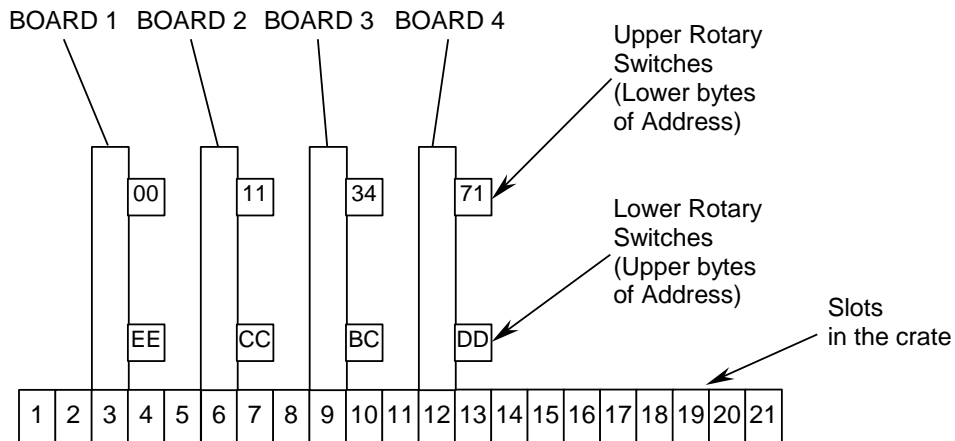 BOARD 1 BOARD 2 BOARD 3 BOARD 4
Upper Rotary
Switches
(Lower bytes
of Address)
00 11 34 71
Lower Rotary
Switches
(Upper bytes
of Address)
EE CC BC DD
Slots
in the crate
1 2 3 4 5 6 7 8 9 10 11 12 13 14 15 16 17 18 19 20 21